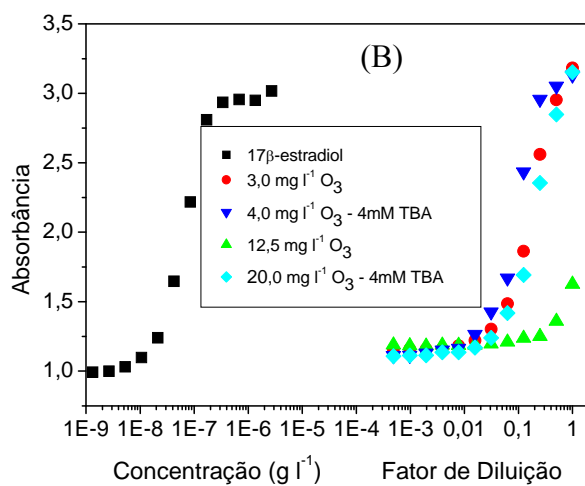 (B)
3,5
3,0
2,5
2,0
1,5
1,0
Absorbância
17β-estradiol
3,0 mg l⁻¹ O₃
4,0 mg l⁻¹ O₃ - 4mM TBA
12,5 mg l⁻¹ O₃
20,0 mg l⁻¹ O₃ - 4mM TBA
1E-9 1E-8 1E-7 1E-6 1E-5 1E-4 1E-3 0,01 0,1 1
Concentração (g l⁻¹) Fator de Diluição